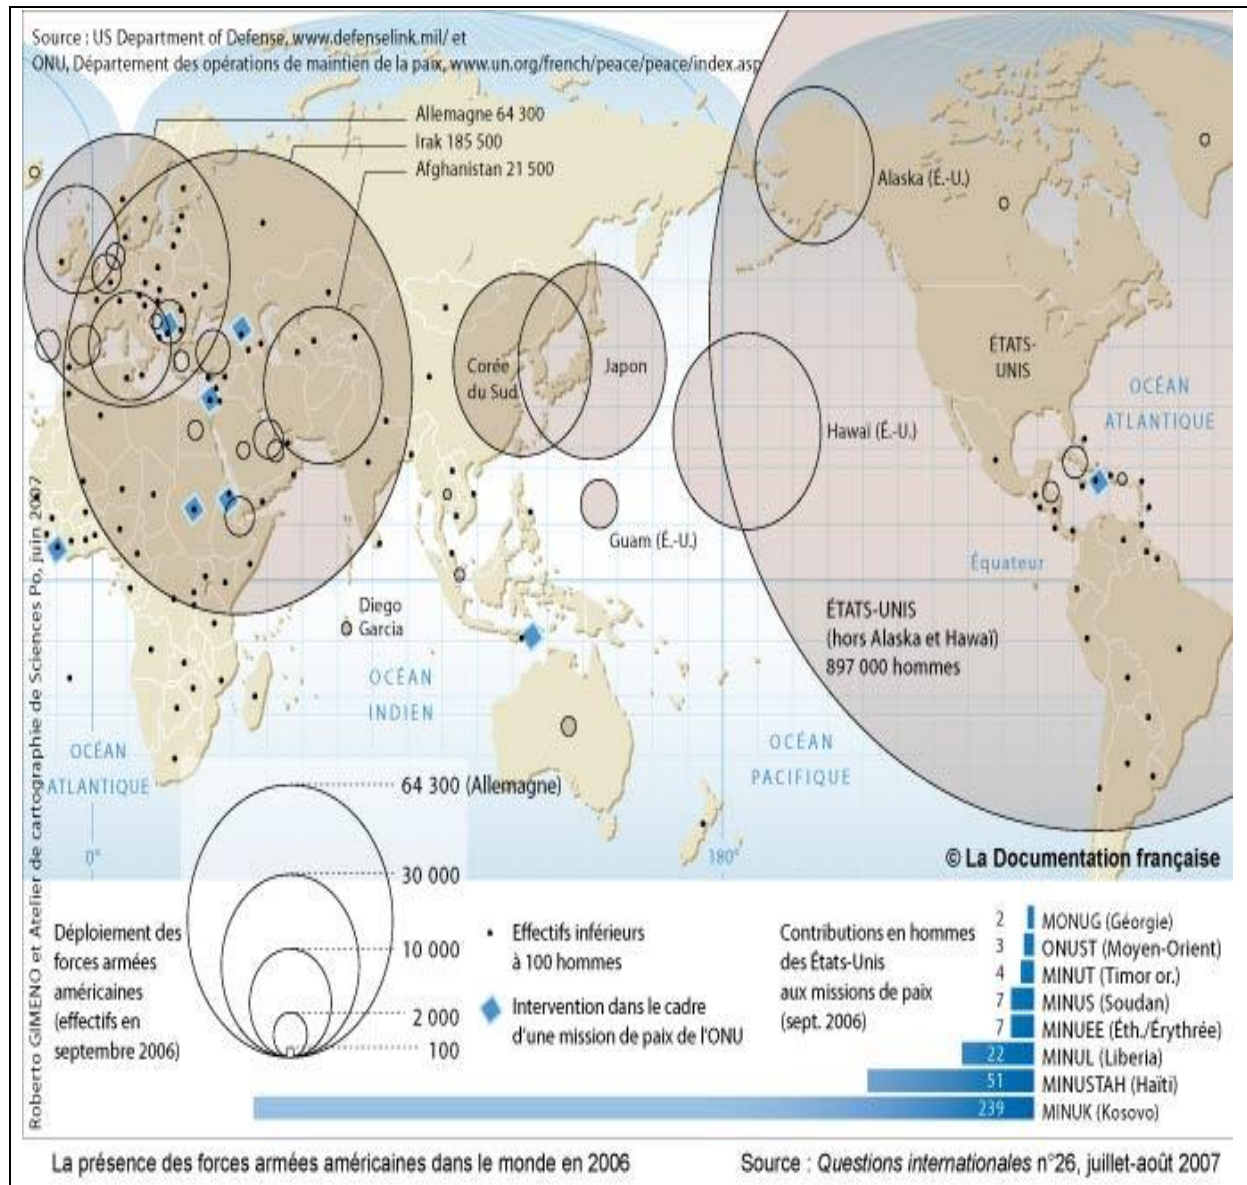 Source : US Department of Defense, www.defenselink.mil/ et
ONU, Département des opérations de maintien de la paix, www.un.org/french/peace/peace/index.asp
Allemagne 64 300
Irak 185 500
Afghanistan 21 500
Alaska (É.-U.)
ÉTATS-
UNIS
OCÉAN
ATLANTIQUE
Corée
du Sud
Japon
Hawaï (É.-U.)
Guam (É.-U.)
Équateur
Diego
Garcia
ÉTATS-UNIS
(hors Alaska et Hawaï)
897 000 hommes
OCÉAN
INDIEN
OCÉAN
ATLANTIQUE
OCÉAN
PACIFIQUE
0°
180°
© La Documentation française
Roberto GIMENO et Atelier de cartographie de Sciences Po, juin 2007
Déploiement des
forces armées
américaines
(effectifs en
septembre 2006)
64 300 (Allemagne)
30 000
10 000
2 000
100
Effectifs inférieurs
à 100 hommes
Intervention dans le cadre
d'une mission de paix de l'ONU
Contributions en hommes
des États-Unis
aux missions de paix
(sept. 2006)
2 MONUG (Géorgie)
3 ONUST (Moyen-Orient)
4 MINUT (Timor or.)
7 MINUS (Soudan)
7 MINUEE (Éth./Érythrée)
22 MINUL (Liberia)
51 MINUSTAH (Haïti)
239 MINUK (Kosovo)
La présence des forces armées américaines dans le monde en 2006
Source : Questions internationales n°26, juillet-août 2007